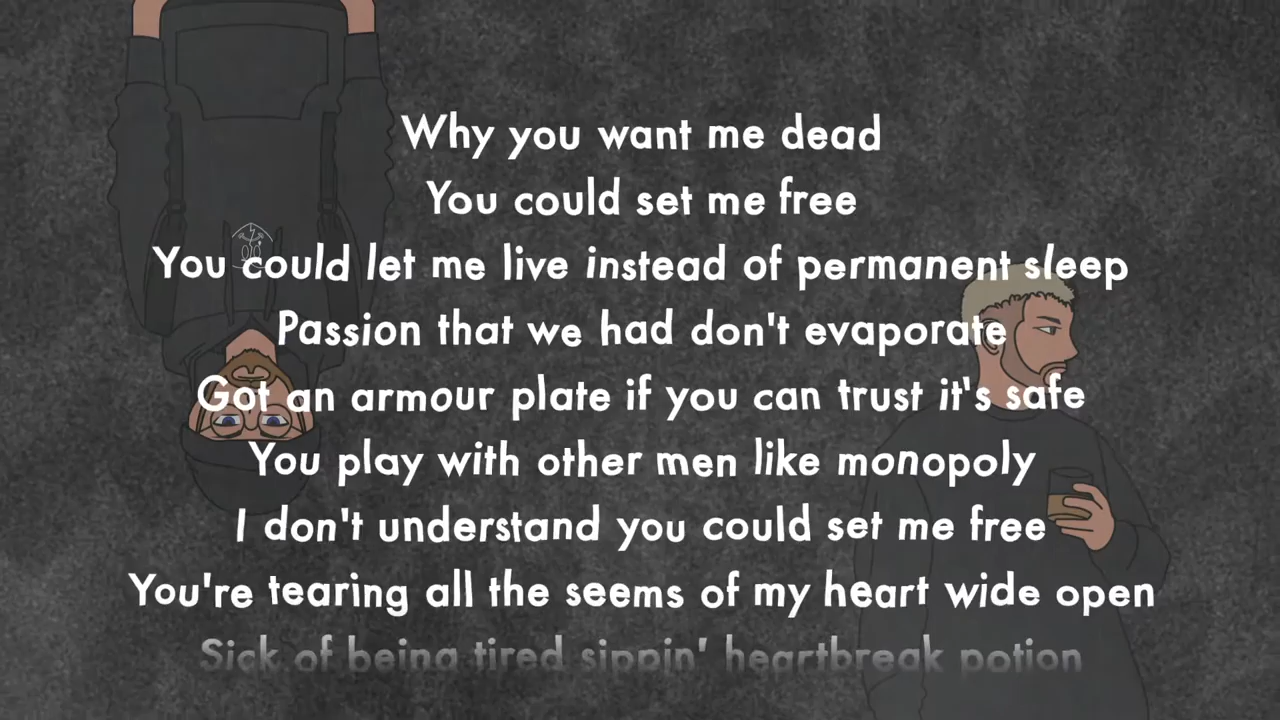 Why you want me dead
You could set me free
You could let me live instead of permanent sleep
Passion that we had don't evaporate
Got an armour plate if you can trust it's safe
You play with other men like monopoly
I don't understand you could set me free
You're tearing all the seems of my heart wide open
Sick of being tired sippin' heartbreak potion